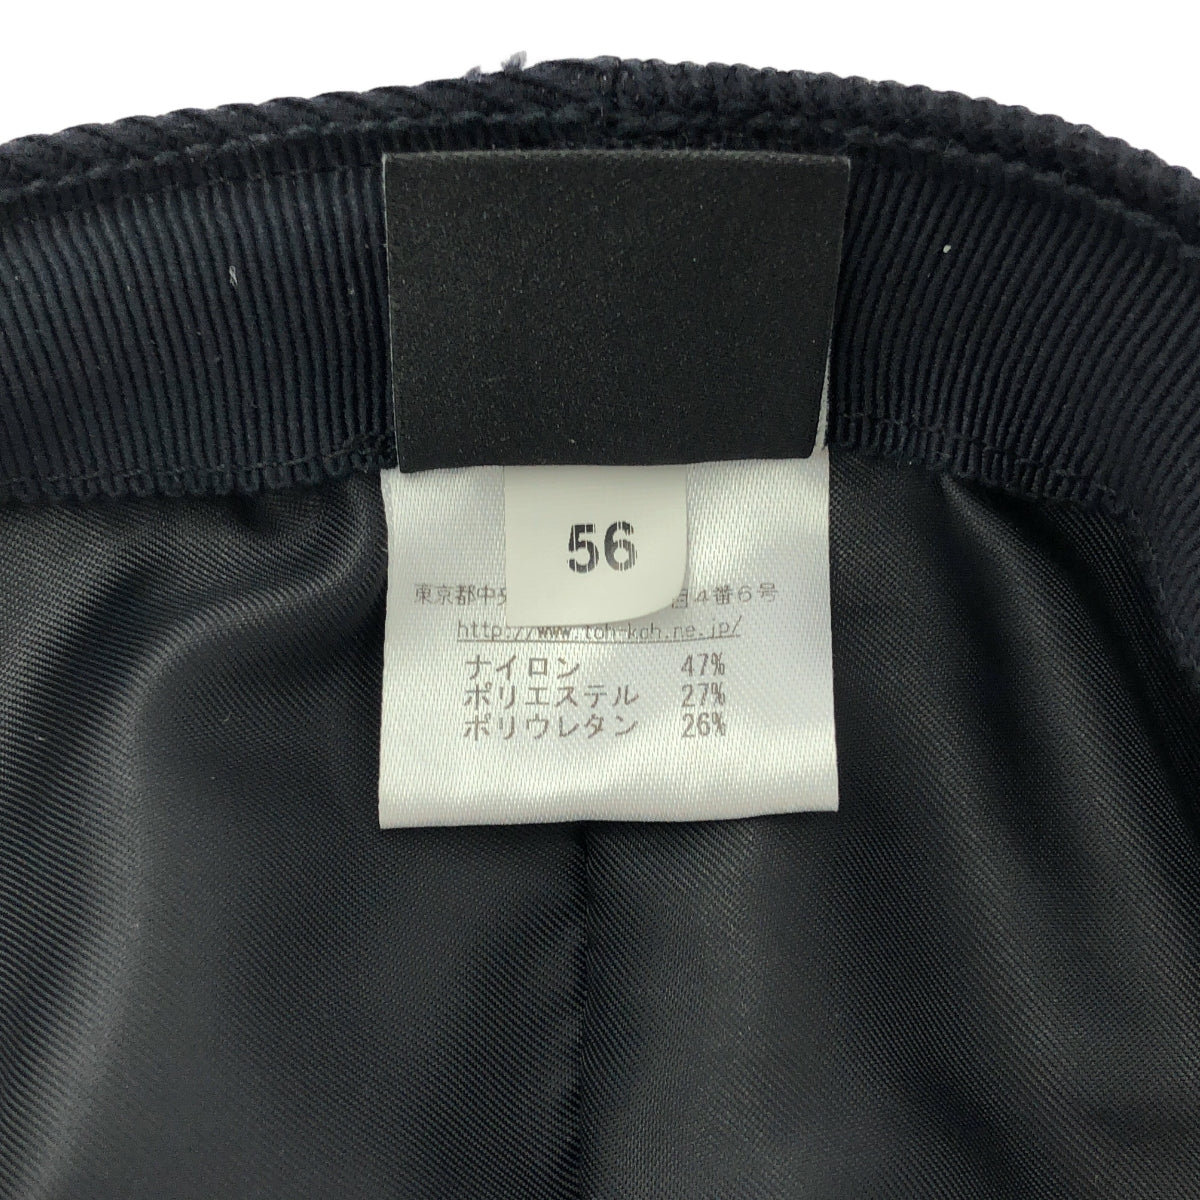 56
東京都中央 目4番6号
http://www.toh-koh.ne.jp/
ナイロン 47%
ポリエステル 27%
ポリウレタン 26%